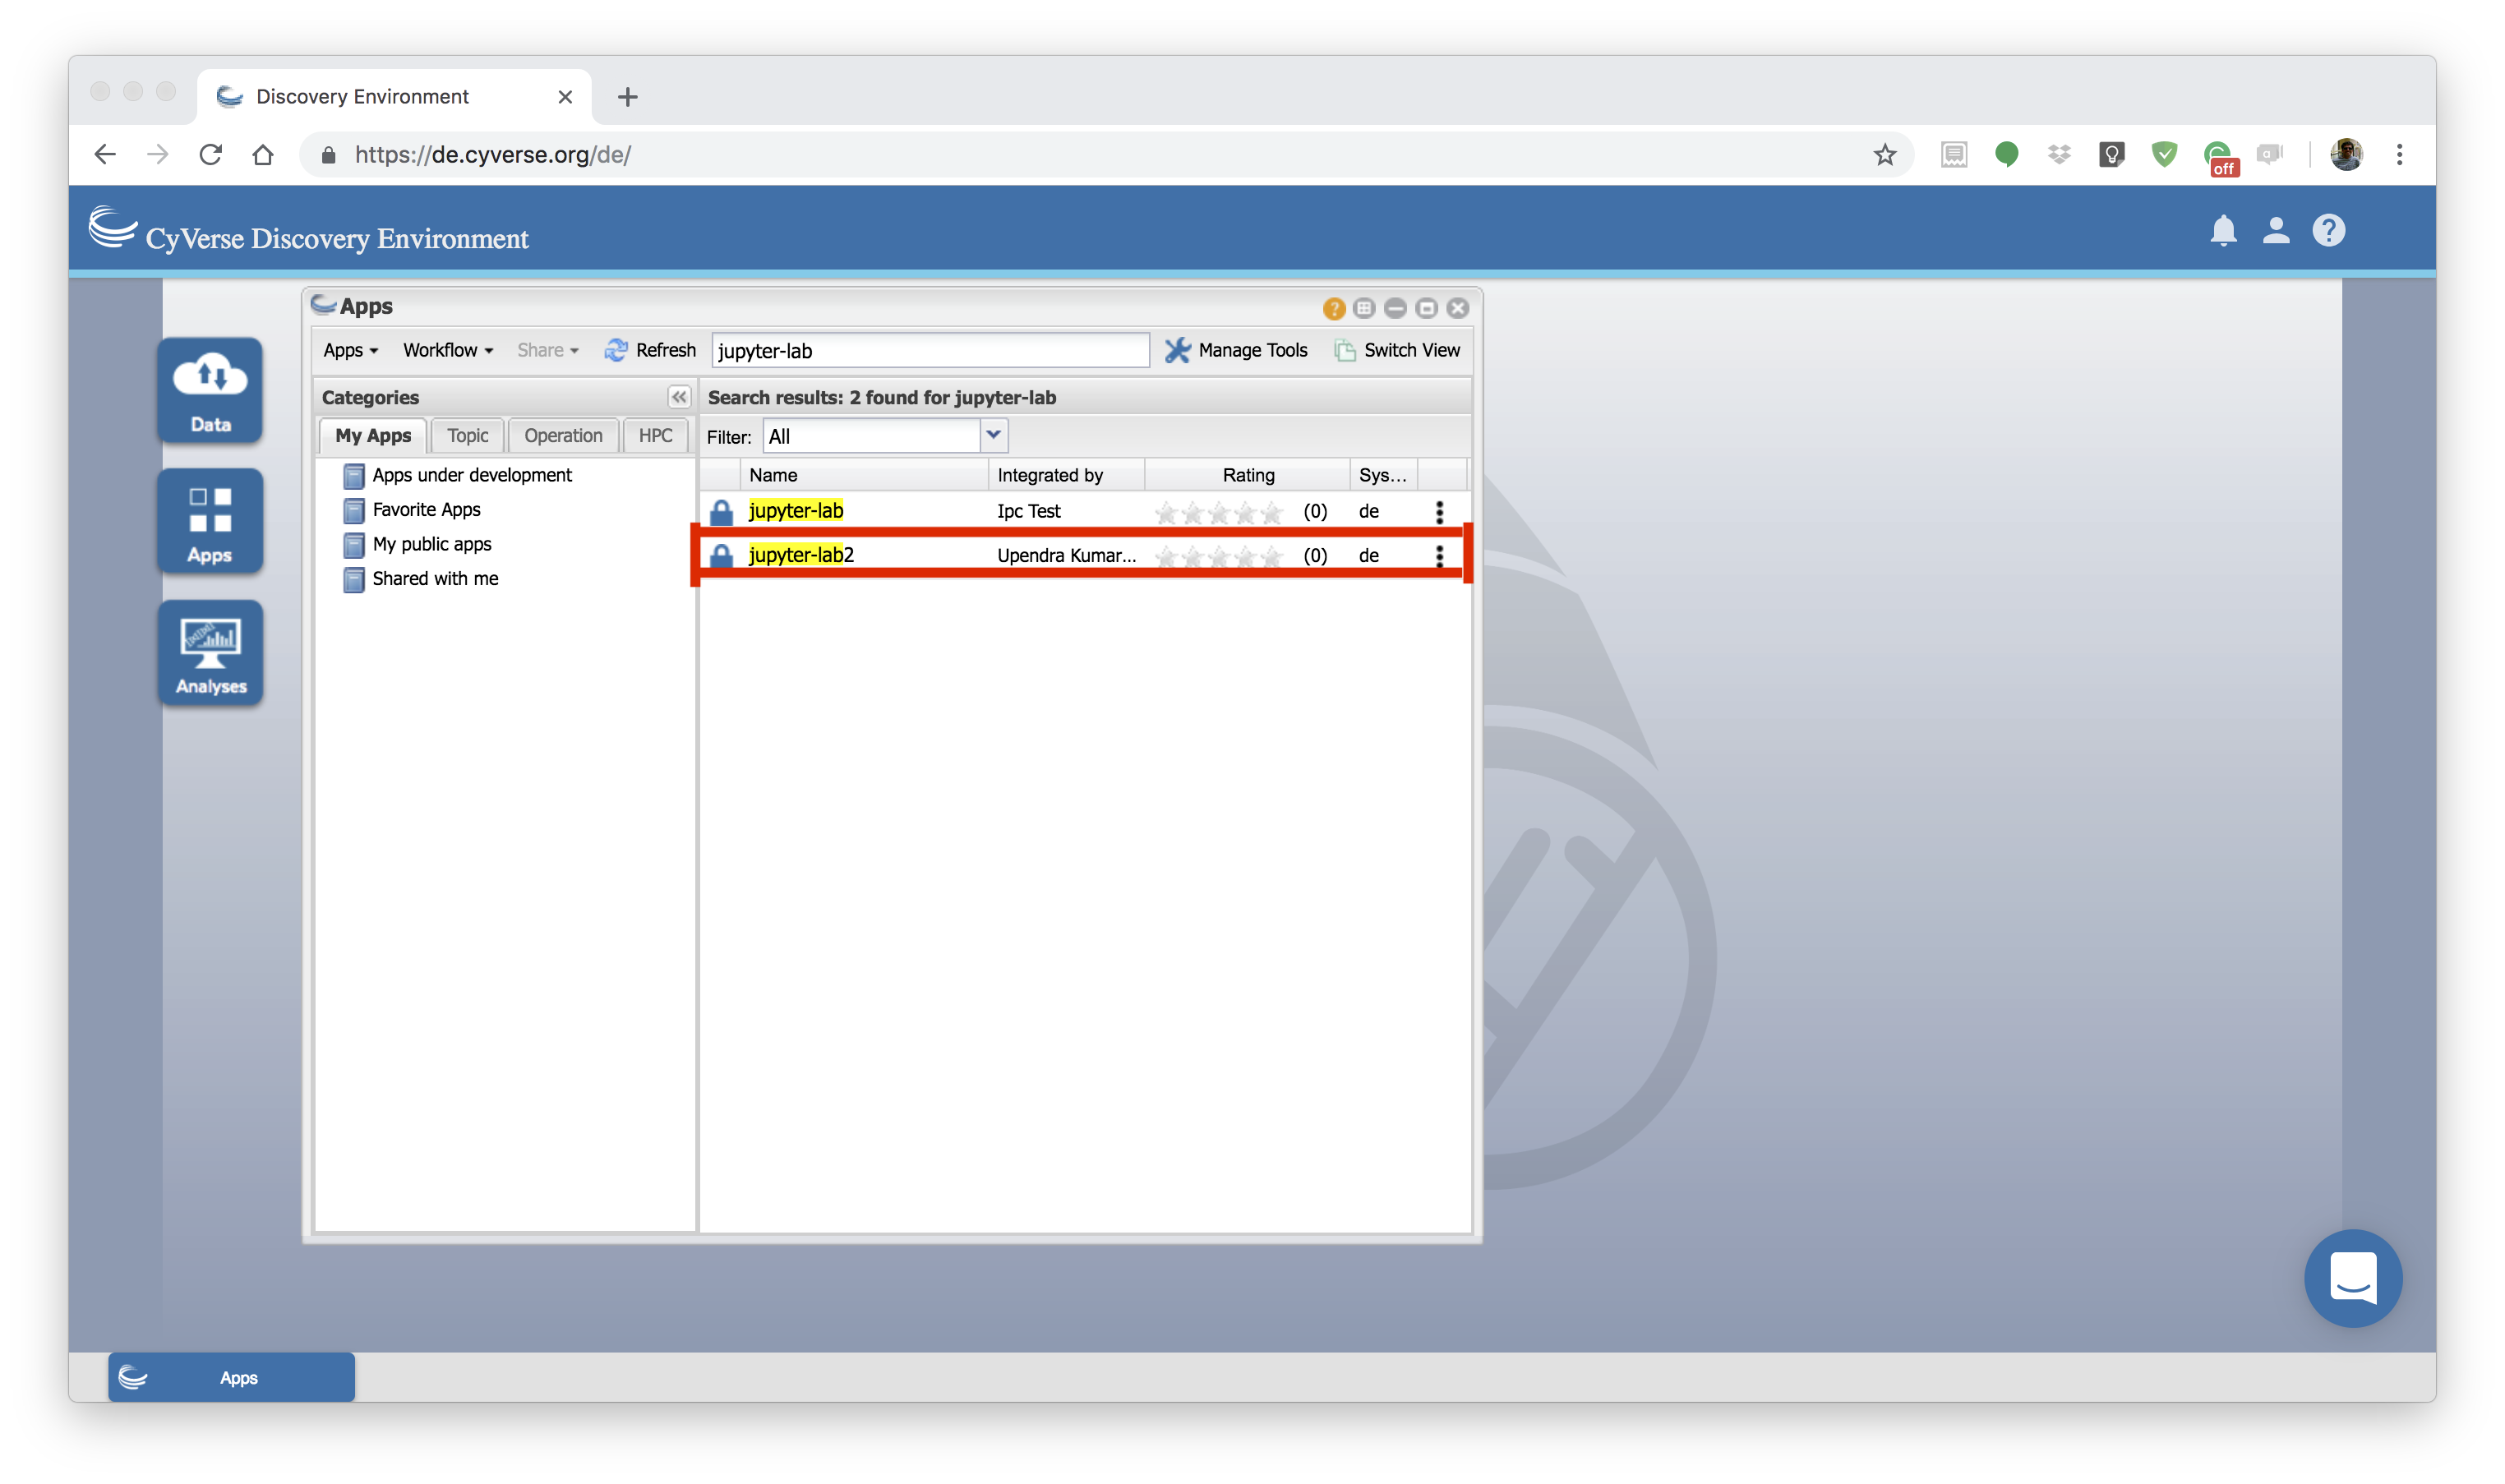 Discovery Environment
https://de.cyverse.org/de/
off
CyVerse Discovery Environment
Apps
Apps Workflow Share Refresh jupyter-lab Manage Tools Switch View
Categories
Search results: 2 found for jupyter-lab
My Apps Topic Operation HPC
Filter: All
Name Integrated by Rating Sys...
Apps under development
Favorite Apps
My public apps
Shared with me
jupyter-lab Ipc Test (0) de
jupyter-lab2 Upendra Kumar... (0) de
Data
Apps
Analyses
Apps